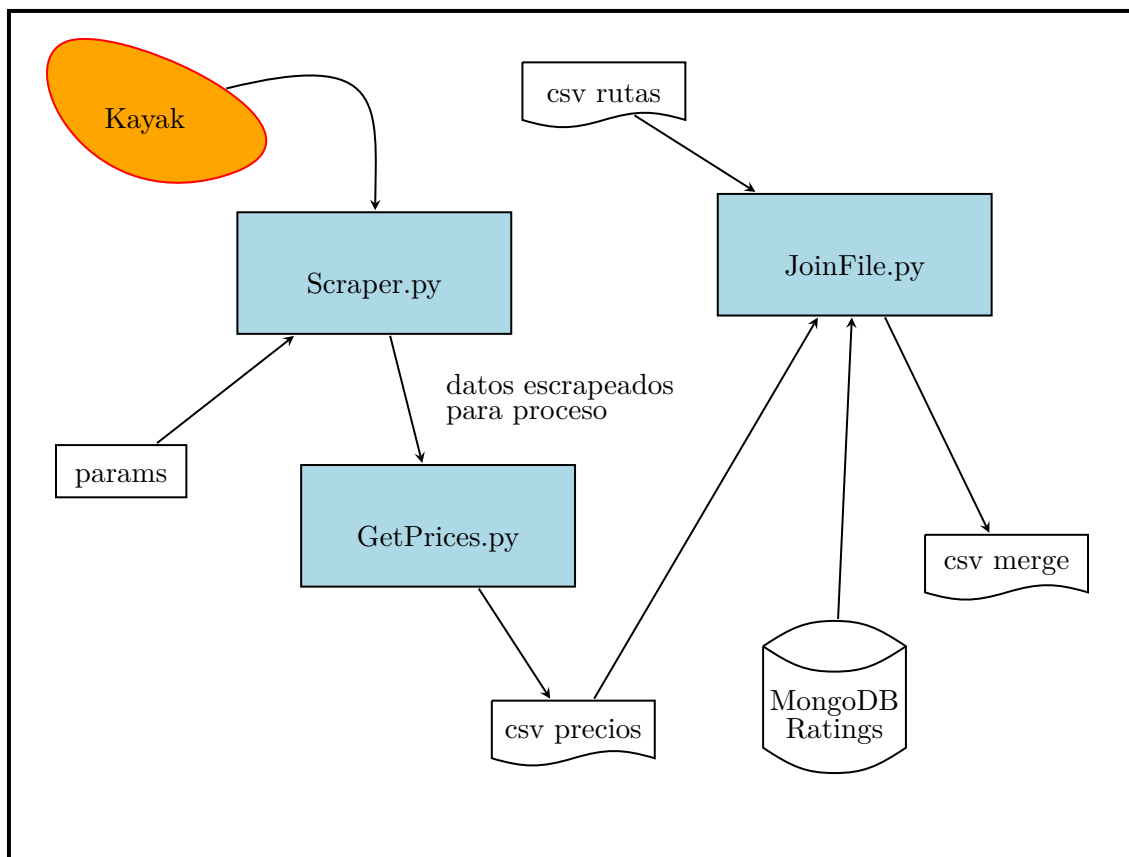 Kayak
csv rutas
Scraper.py
JoinFile.py
datos escrapeados
para proceso
params
GetPrices.py
csv merge
csv precios
MongoDB
Ratings